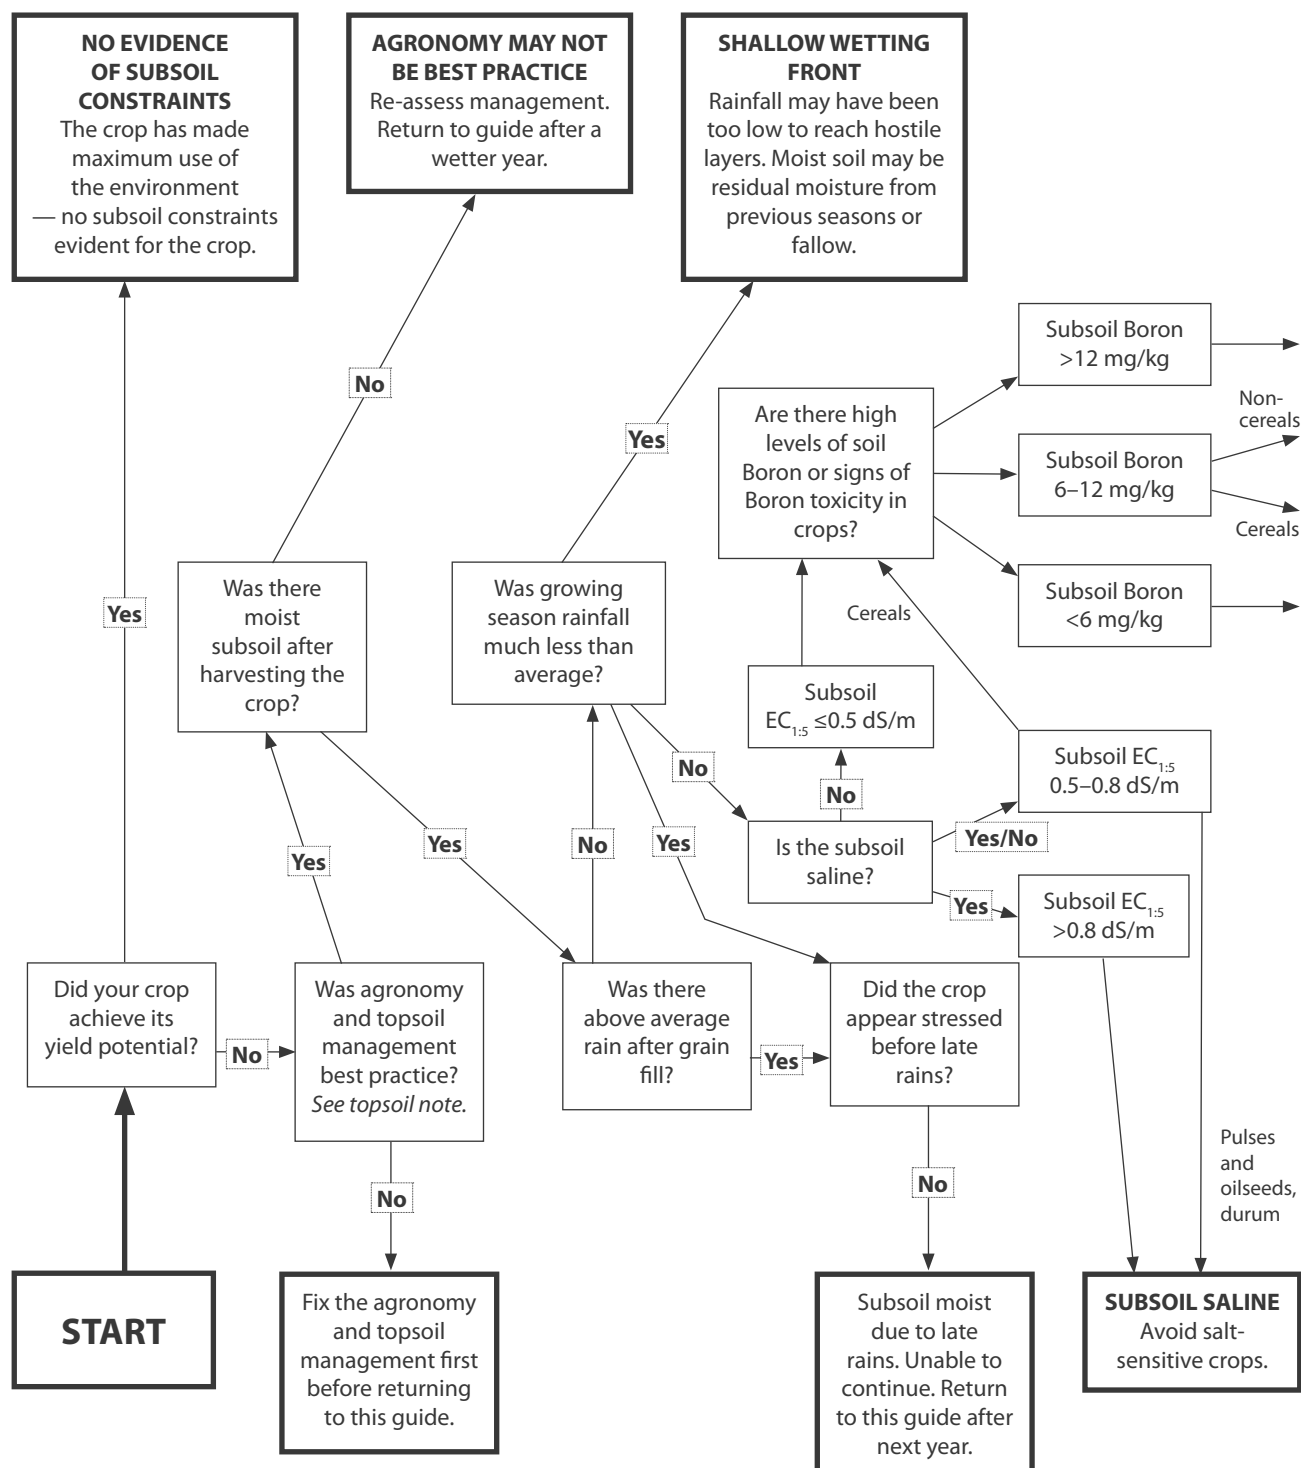 NO EVIDENCE
OF SUBSOIL
CONSTRAINTS
The crop has made
maximum use of
the environment
— no subsoil constraints
evident for the crop.
AGRONOMY MAY NOT
BE BEST PRACTICE
Re-assess management.
Return to guide after a
wetter year.
SHALLOW WETTING
FRONT
Rainfall may have been
too low to reach hostile
layers. Moist soil may be
residual moisture from
previous seasons or
fallow.
Subsoil Boron
>12 mg/kg
No
Yes
Are there high
levels of soil
Boron or signs of
Boron toxicity in
crops?
Non-
cereals
Subsoil Boron
6–12 mg/kg
Cereals
Subsoil Boron
<6 mg/kg
Yes
Was there
moist
subsoil after
harvesting the
crop?
Was growing
season rainfall
much less than
average?
Cereals
Subsoil
EC1:5 ≤0.5 dS/m
Subsoil EC1:5
0.5–0.8 dS/m
No
No
Yes
Yes
No
Yes
Is the subsoil
saline?
Yes/No
Yes
Subsoil EC1:5
>0.8 dS/m
Did your crop
achieve its
yield potential?
No
Was agronomy
and topsoil
management
best practice?
See topsoil note.
Was there
above average
rain after grain
fill?
Yes
Did the crop
appear stressed
before late
rains?
No
No
Pulses
and
oilseeds,
durum
START
Fix the agronomy
and topsoil
management first
before returning
to this guide.
Subsoil moist
due to late
rains. Unable to
continue. Return
to this guide after
next year.
SUBSOIL SALINE
Avoid salt-
sensitive crops.